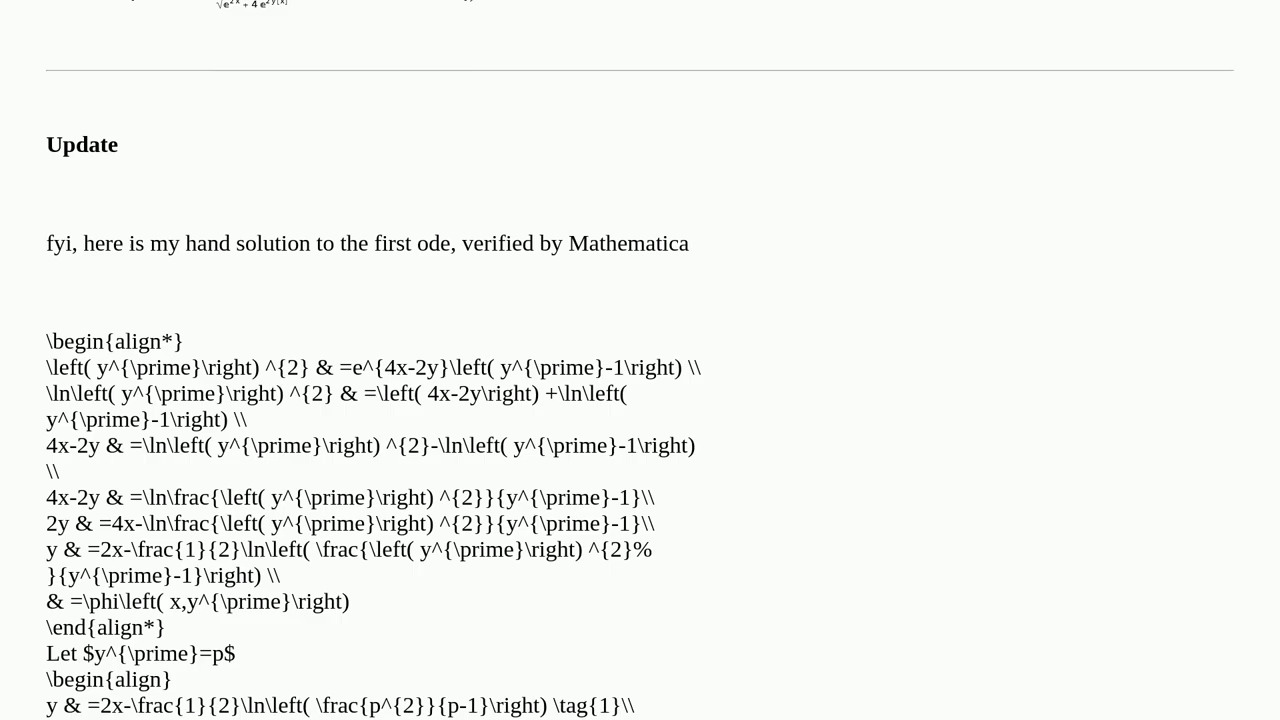 √e^2x + 4 e^2y[x]
Update
fyi, here is my hand solution to the first ode, verified by Mathematica
\begin{align*}
\left( y^{\prime}\right) ^{2} & =e^{4x-2y}\left( y^{\prime}-1\right) \\
\ln\left( y^{\prime}\right) ^{2} & =\left( 4x-2y\right) +\ln\left(
y^{\prime}-1\right) \\
4x-2y & =\ln\left( y^{\prime}\right) ^{2}-\ln\left( y^{\prime}-1\right)
\\
4x-2y & =\ln\frac{\left( y^{\prime}\right) ^{2}}{y^{\prime}-1}\\
2y & =4x-\ln\frac{\left( y^{\prime}\right) ^{2}}{y^{\prime}-1}\\
y & =2x-\frac{1}{2}\ln\left( \frac{\left( y^{\prime}\right) ^{2}%
}{y^{\prime}-1}\right) \\
& =\phi\left( x,y^{\prime}\right)
\end{align*}
Let $y^{\prime}=p$
\begin{align}
y & =2x-\frac{1}{2}\ln\left( \frac{p^{2}}{p-1}\right) \tag{1}\\